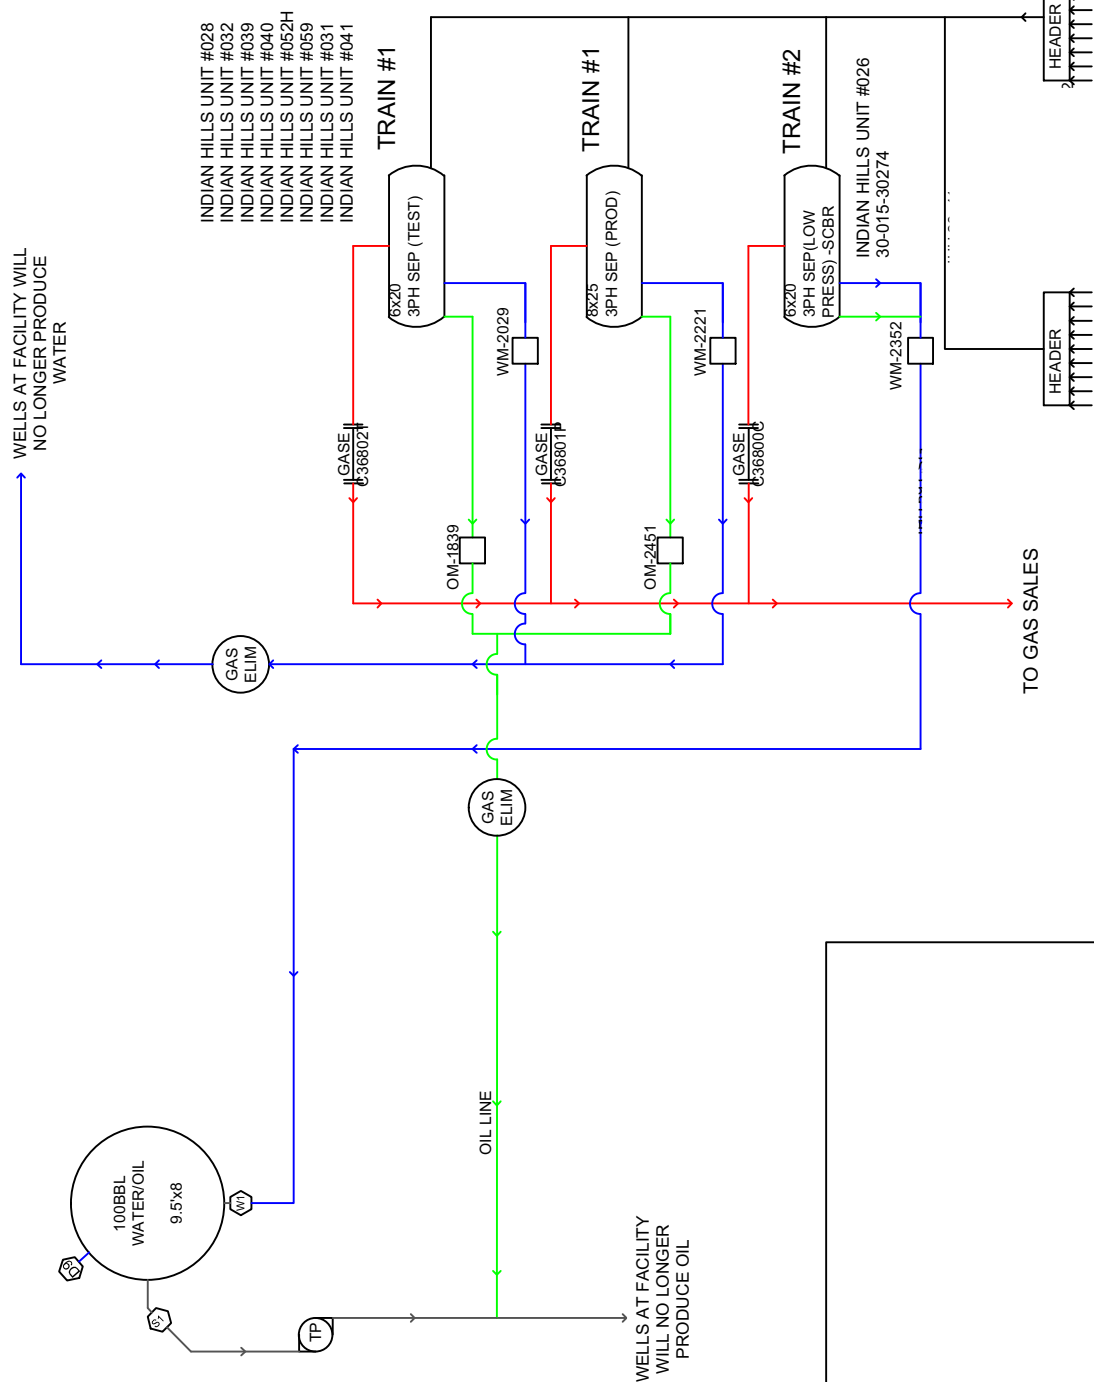 WELLS AT FACILITY WILL
NO LONGER PRODUCE
WATER
INDIAN HILLS UNIT #028
INDIAN HILLS UNIT #032
INDIAN HILLS UNIT #039
INDIAN HILLS UNIT #040
INDIAN HILLS UNIT #052H
INDIAN HILLS UNIT #059
INDIAN HILLS UNIT #031
INDIAN HILLS UNIT #041
TRAIN #1
6x20
3PH SEP (TEST)
GASE
C36802T
WM-2029
OM-1839
TRAIN #1
8x25
3PH SEP (PROD)
GASE
C36801P
WM-2221
OM-2451
TRAIN #2
6x20
3PH SEP(LOW
PRESS) -SCBR
INDIAN HILLS UNIT #026
30-015-30274
GASE
C36800C
WM-2352
HEADER
HEADER
TO GAS SALES
GAS
ELIM
GAS
ELIM
OIL LINE
100BBL
WATER/OIL
9.5'x8
W1
S1
TP
WELLS AT FACILITY
WILL NO LONGER
PRODUCE OIL